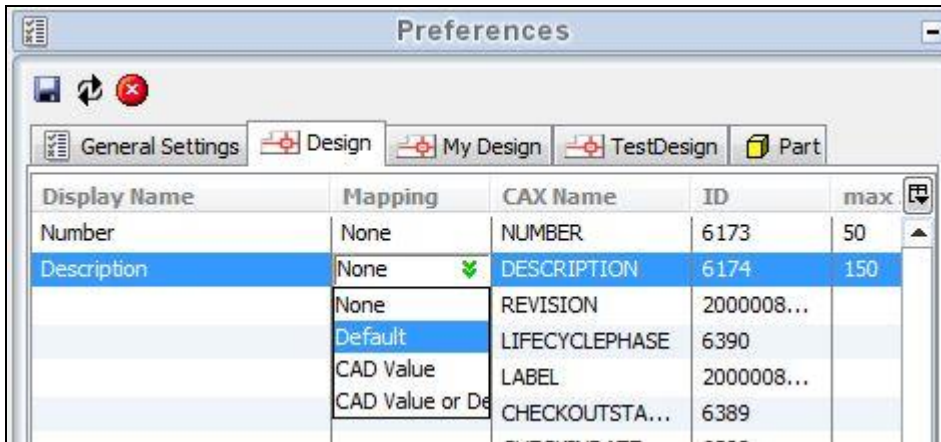 Preferences
General Settings Design My Design TestDesign Part
Display Name Mapping CAX Name ID max
Number None NUMBER 6173 50
Description None DESCRIPTION 6174 150
None REVISION 2000008...
Default LIFECYCLEPHASE 6390
CAD Value LABEL 2000008...
CAD Value or De CHECKOUTSTA... 6389